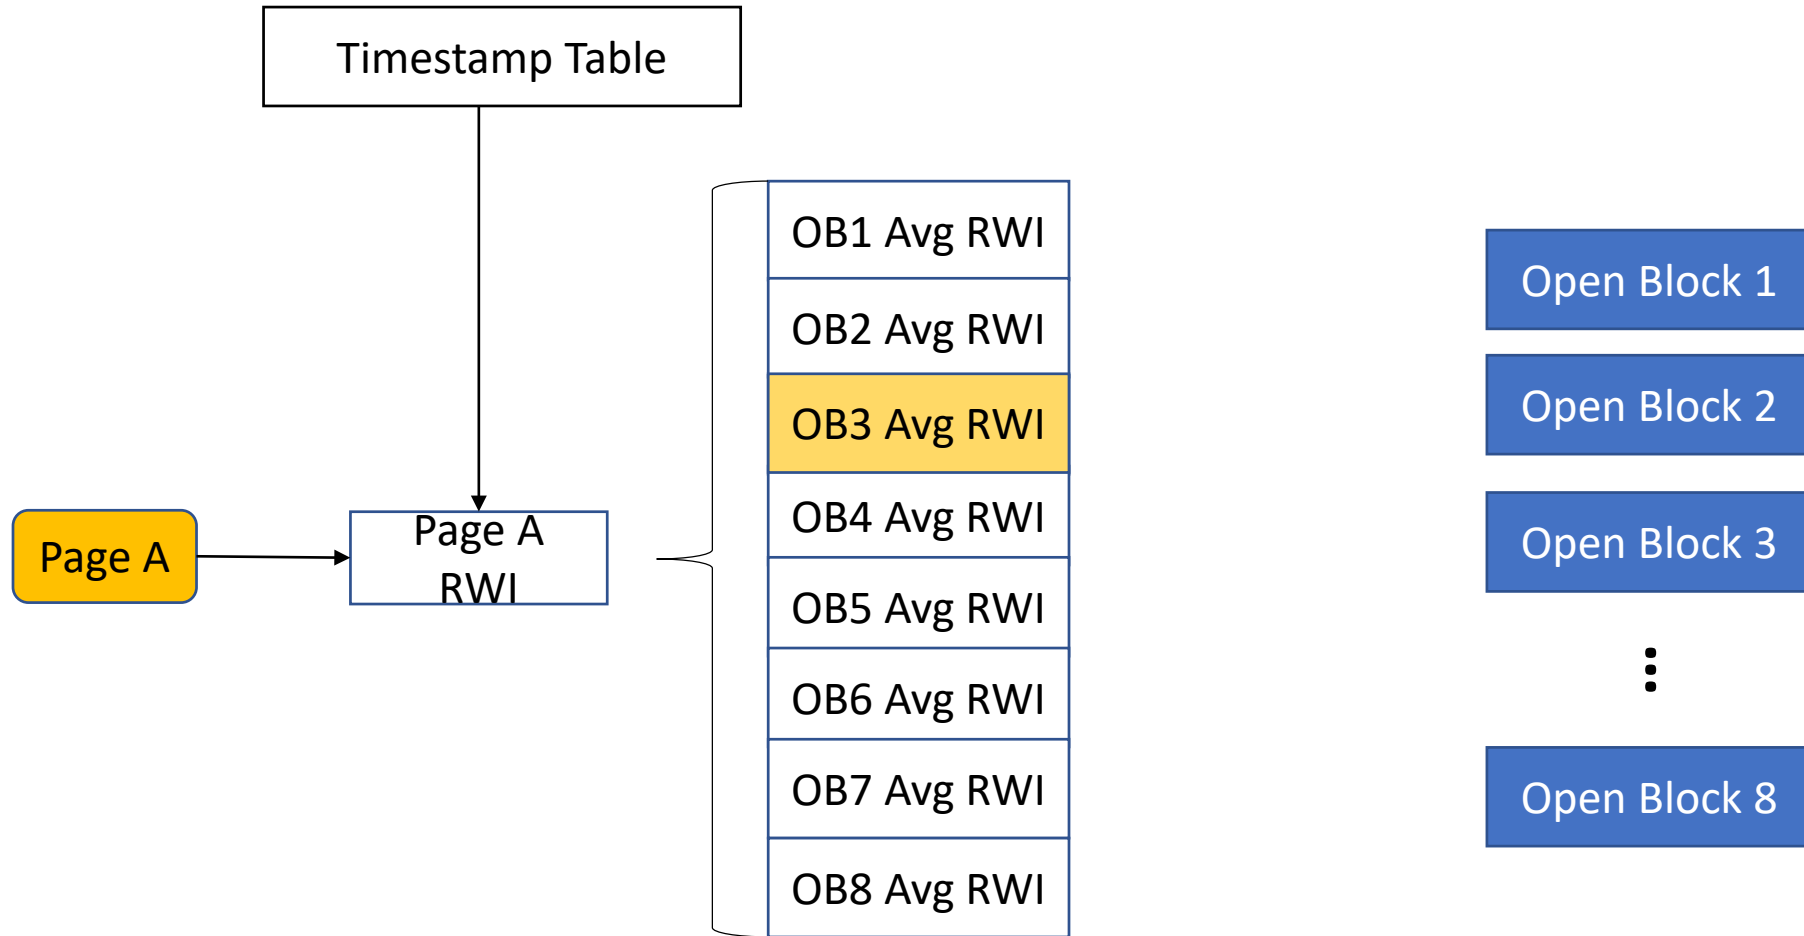 Timestamp Table
Page A
Page A
RWI
OB1 Avg RWI
OB2 Avg RWI
OB3 Avg RWI
OB4 Avg RWI
OB5 Avg RWI
OB6 Avg RWI
OB7 Avg RWI
OB8 Avg RWI
Open Block 1
Open Block 2
Open Block 3
Open Block 8